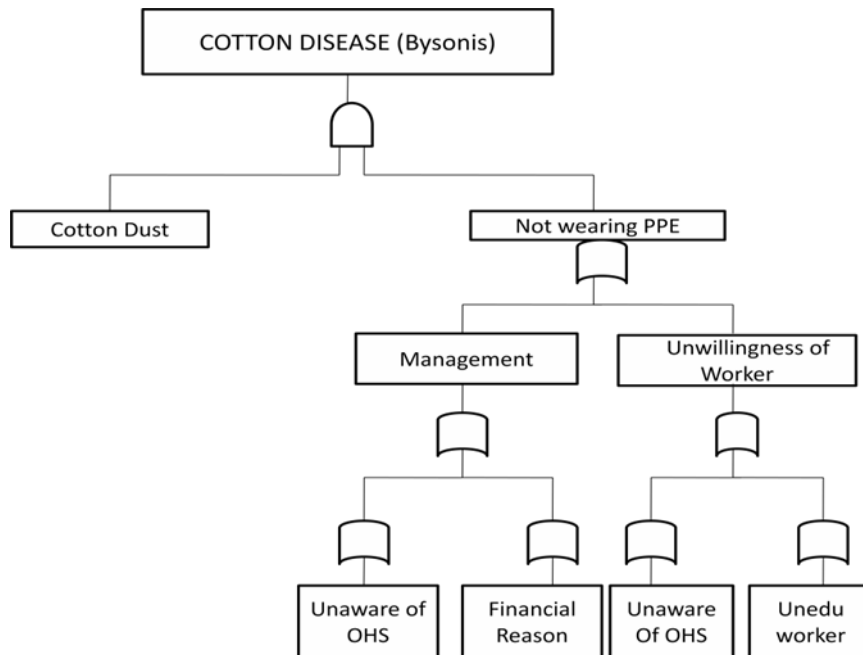 COTTON DISEASE (Bysonis)
Cotton Dust
Not wearing PPE
Management
Unwillingness of
Worker
Unaware of
OHS
Financial
Reason
Unaware
Of OHS
Unedu
worker